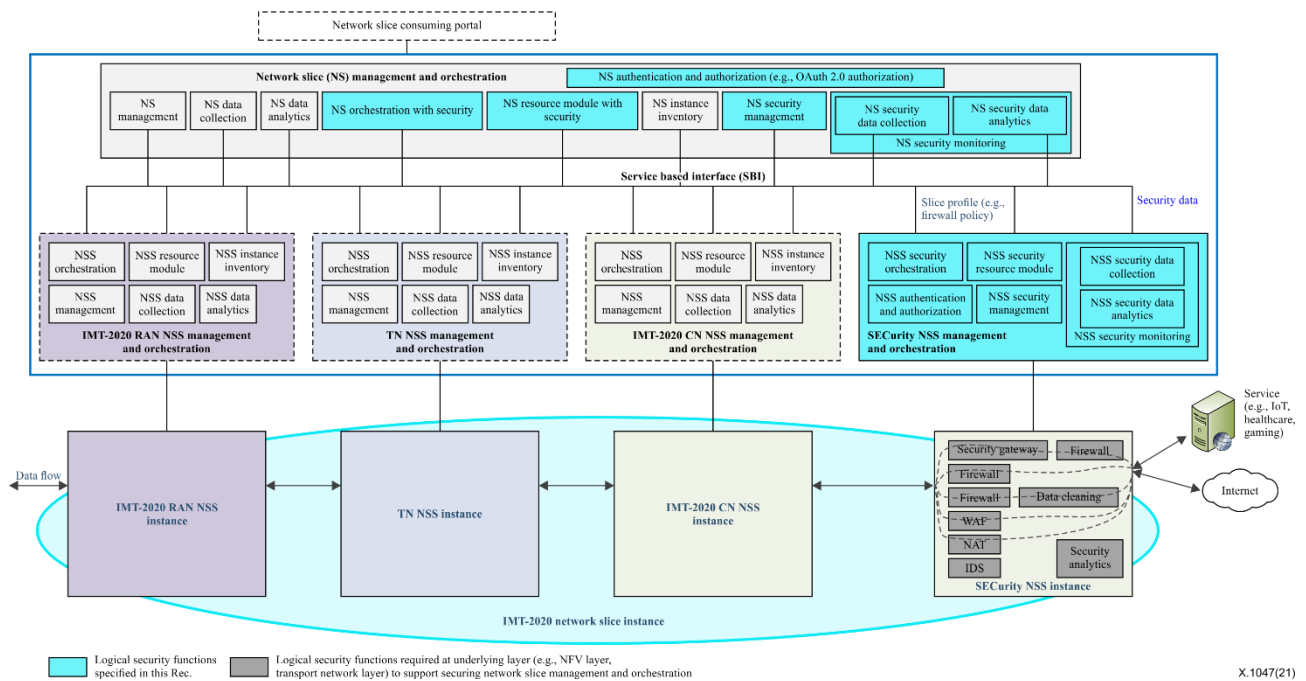 Network slice consuming portal
Network slice (NS) management and orchestration
NS authentication and authorization (e.g., OAuth 2.0 authorization)
NS
management
NS data
collection
NS data
analytics
NS orchestration with security
NS resource module with
security
NS instance
inventory
NS security
management
NS security
data collection
NS security data
analytics
NS security monitoring
Service based interface (SBI)
Slice profile (e.g.,
firewall policy)
Security data
NSS
orchestration
NSS resource
module
NSS instance
inventory
NSS
management
NSS data
collection
NSS data
analytics
IMT-2020 RAN NSS management
and orchestration
NSS
orchestration
NSS resource
module
NSS instance
inventory
NSS
management
NSS data
collection
NSS data
analytics
TN NSS management
and orchestration
NSS
orchestration
NSS resource
module
NSS instance
inventory
NSS
management
NSS data
collection
NSS data
analytics
IMT-2020 CN NSS management
and orchestration
NSS security
orchestration
NSS security
resource module
NSS security data
collection
NSS authentication
and authorization
NSS security
management
NSS security data
analytics
NSS security monitoring
SECurity NSS management
and orchestration
Service
(e.g., IoT,
healthcare,
gaming)
Data flow
IMT-2020 RAN NSS
instance
TN NSS instance
IMT-2020 CN NSS
instance
Security gateway
Firewall
Firewall
Firewall
Data cleaning
WAF
NAT
IDS
Security
analytics
SECurity NSS instance
Internet
IMT-2020 network slice instance
Logical security functions
specified in this Rec.
Logical security functions required at underlying layer (e.g., NFV layer,
transport network layer) to support securing network slice management and orchestration
X.1047(21)